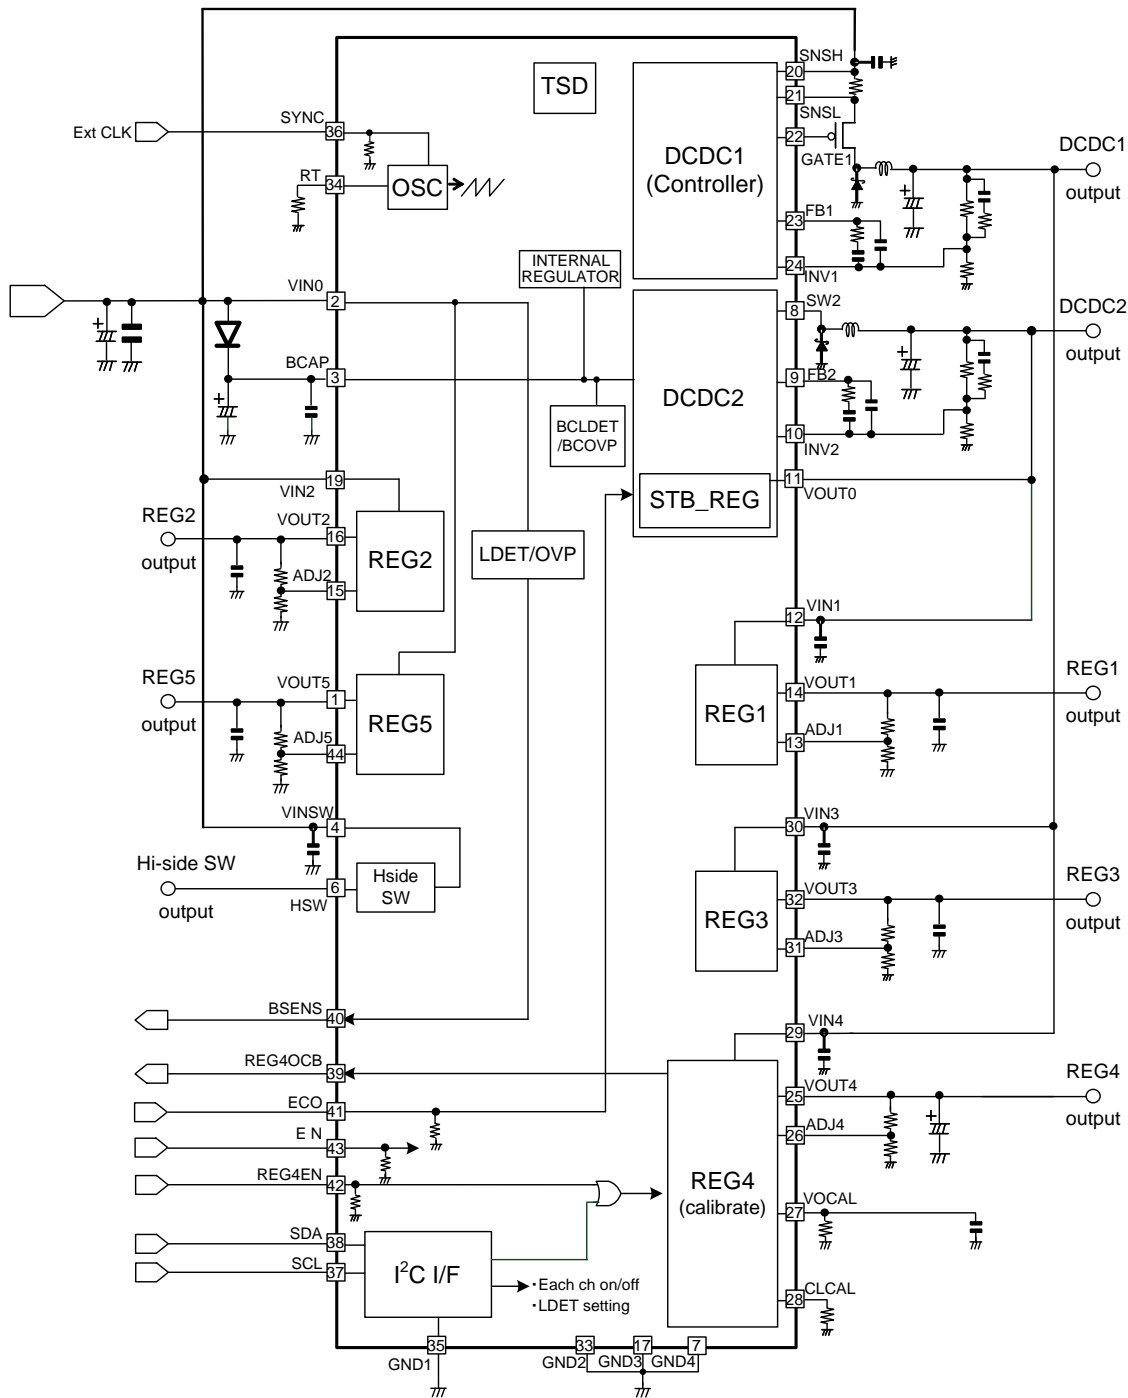 SNSH
20
TSD
21
SYNC
SNSL
Ext CLK
36
22
DCDC1
DCDC1
(Controller)
GATE1
RT
34
OSC
output
FB1
23
INTERNAL
REGULATOR
24
INV1
VIN0
2
SW2
8
DCDC2
output
BCAP
3
9
FB2
DCDC2
BCLDET
/BCOVP
10
INV2
19
VIN2
11
VOUT0
STB_REG
REG2
VOUT2
16
output
REG2
LDET/OVP
ADJ2
15
VIN1
12
REG5
VOUT5
1
output
REG5
ADJ5
44
REG1
VOUT1
14
REG1
output
ADJ1
13
VINSW
4
VIN3
30
Hi-side SW
6
output
HSW
Hside
SW
REG3
VOUT3
32
REG3
output
ADJ3
31
BSENS
40
VIN4
29
REG4OCB
39
REG4
VOUT4
25
output
ECO
41
ADJ4
26
E N
43
REG4EN
42
REG4
(calibrate)
VOCAL
27
SDA
38
SCL
37
I²C I/F
・Each ch on/off
・LDET setting
CLCAL
28
35
GND1
33
GND2
17
GND3
7
GND4